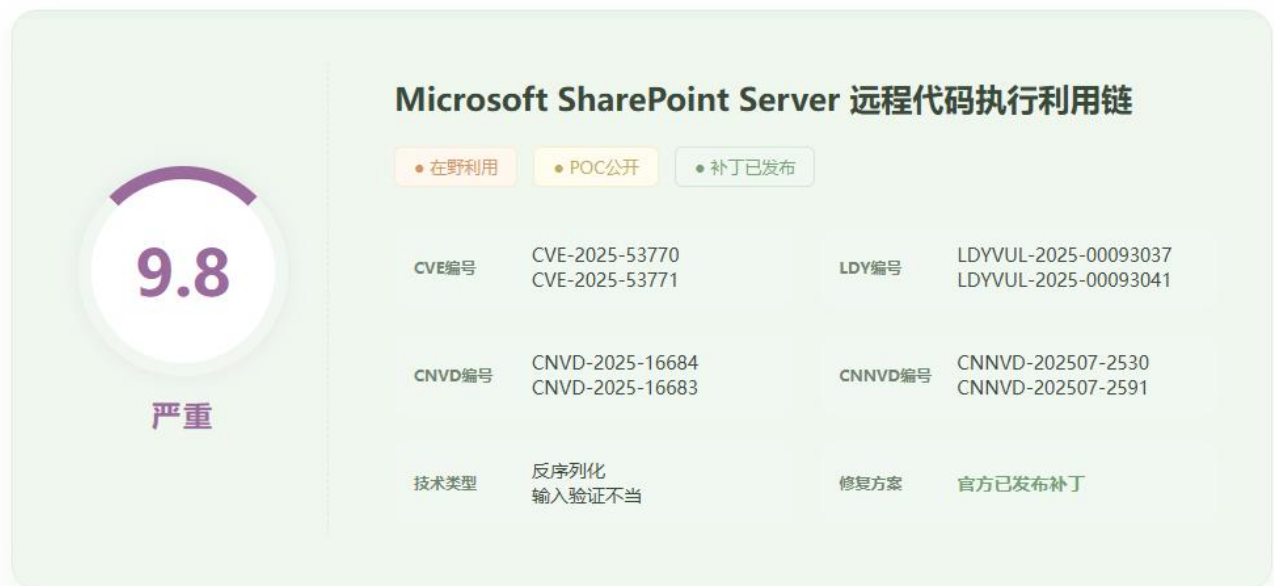 Microsoft SharePoint Server 远程代码执行利用链
在野利用
POC公开
补丁已发布
9.8
严重
CVE编号
CVE-2025-53770
CVE-2025-53771
LDY编号
LDYVUL-2025-00093037
LDYVUL-2025-00093041
CNVD编号
CNVD-2025-16684
CNVD-2025-16683
CNNVD编号
CNNVD-202507-2530
CNNVD-202507-2591
技术类型
反序列化
输入验证不当
修复方案
官方已发布补丁